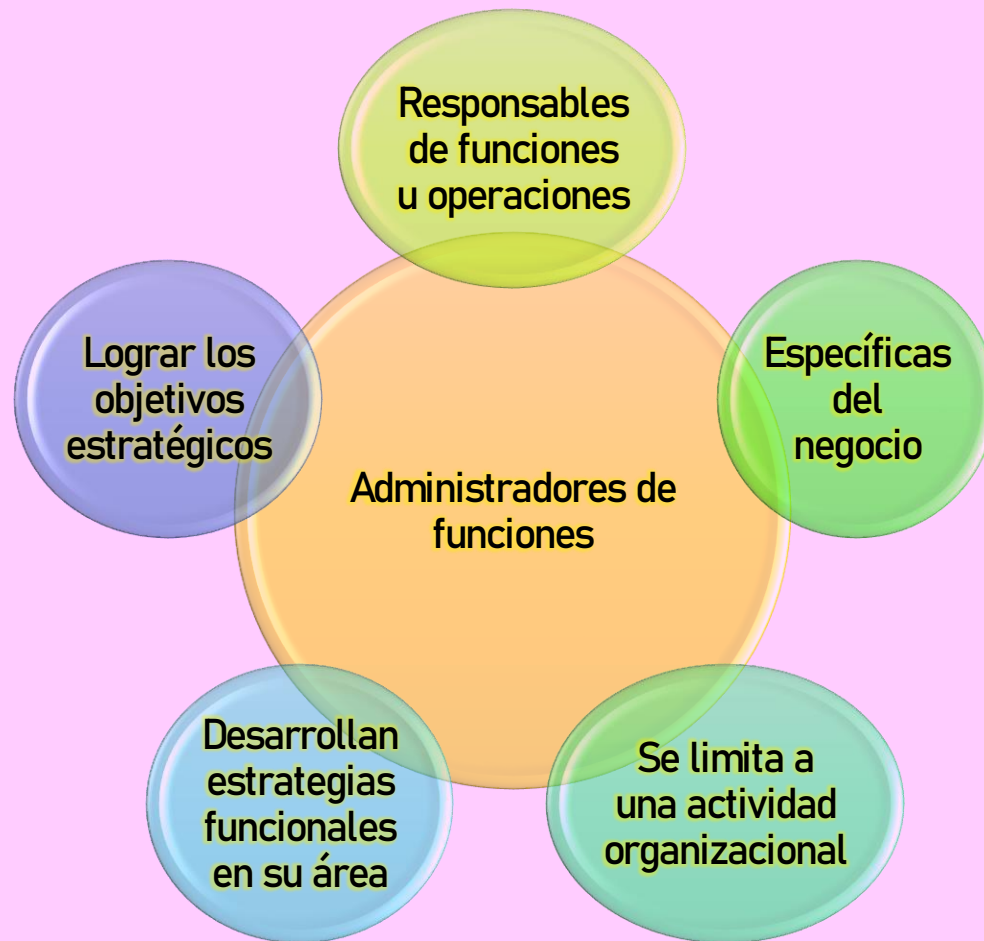 Responsables
de funciones
u operaciones
Específicas
del
negocio
Se limita a
una actividad
organizacional
Desarrollan
estrategias
funcionales
en su área
Lograr los
objetivos
estratégicos
Administradores de
funciones